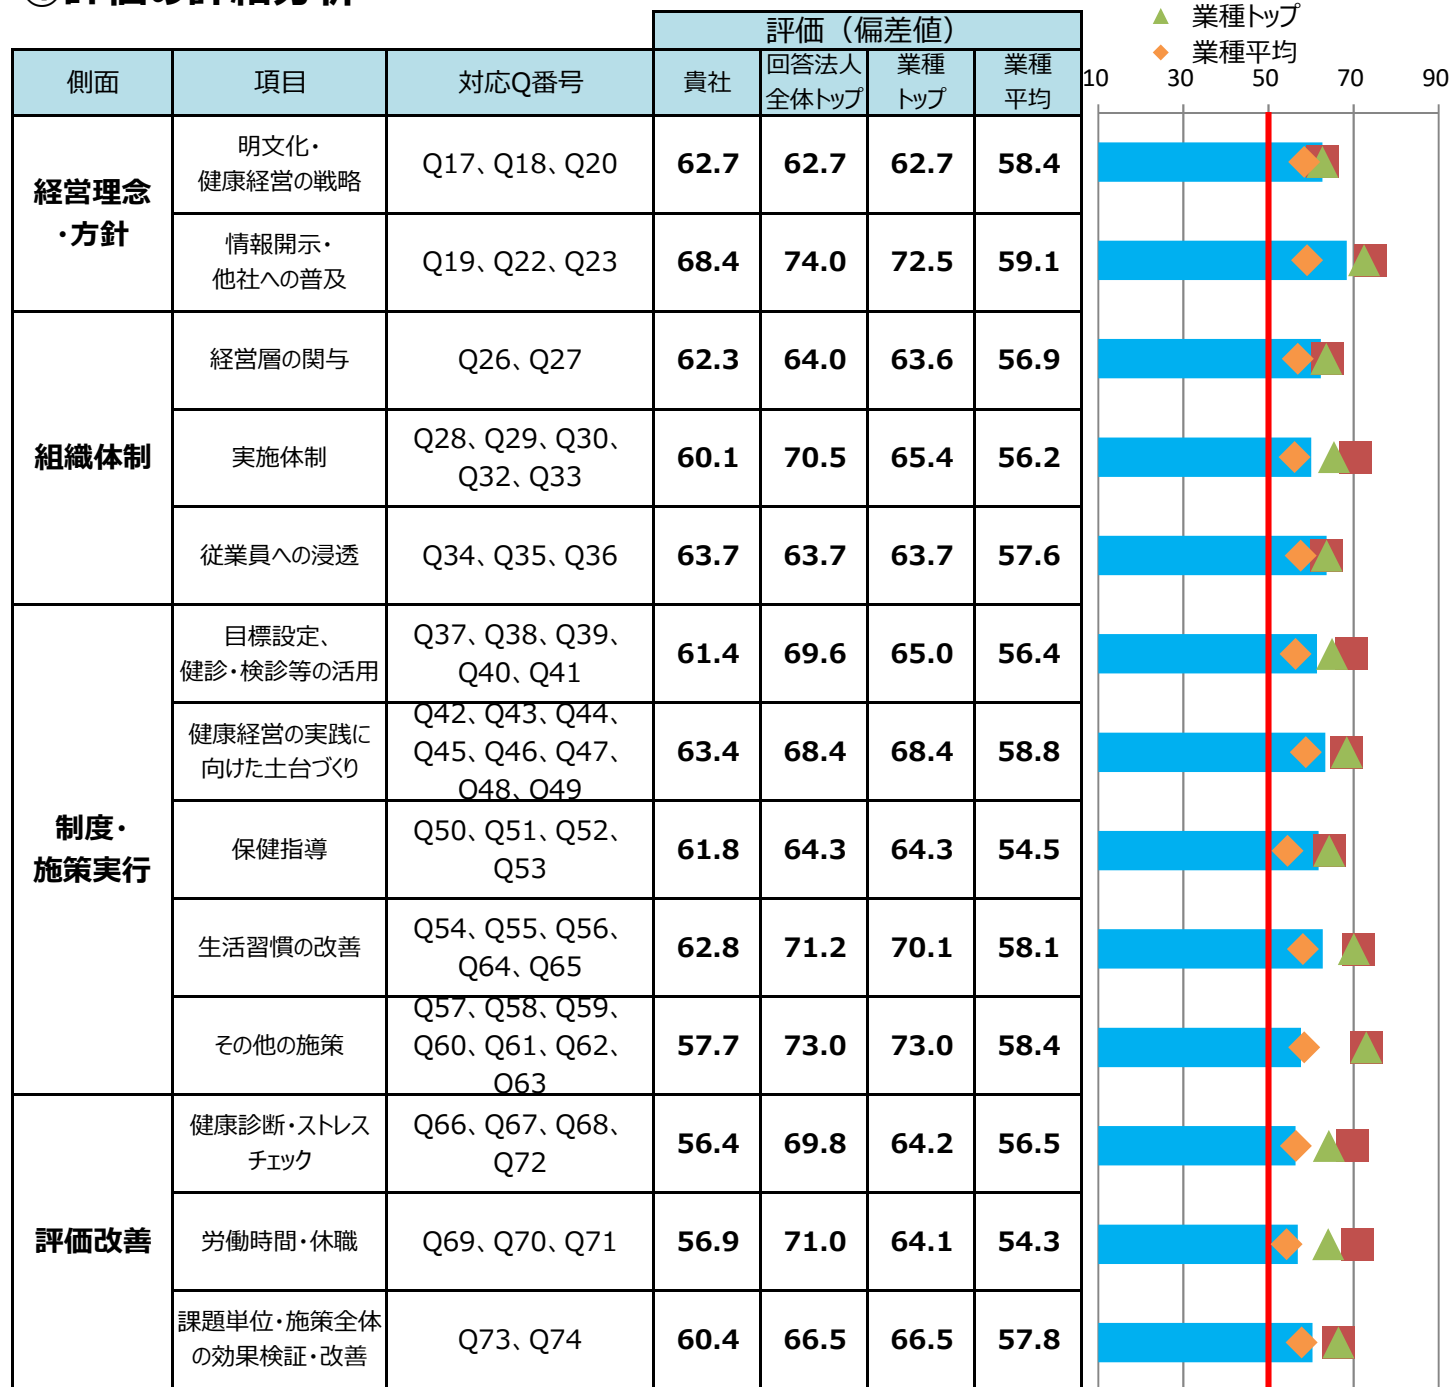 評価（偏差値）
▲ 業種トップ
◆ 業種平均
側面 項目 対応Q番号 貴社 回答法人 業種 業種
全体トップ トップ 平均
10 30 50 70 90
経営理念
・方針
明文化・
健康経営の戦略
Q17、Q18、Q20 62.7 62.7 62.7 58.4
情報開示・
他社への普及
Q19、Q22、Q23 68.4 74.0 72.5 59.1
組織体制
経営層の関与 Q26、Q27 62.3 64.0 63.6 56.9
実施体制
Q28、Q29、Q30、
Q32、Q33
60.1 70.5 65.4 56.2
従業員への浸透 Q34、Q35、Q36 63.7 63.7 63.7 57.6
制度・
施策実行
目標設定、
健診・検診等の活用
Q37、Q38、Q39、
Q40、Q41
61.4 69.6 65.0 56.4
健康経営の実践に
向けた土台づくり
Q42、Q43、Q44、
Q45、Q46、Q47、
Q48、Q49
63.4 68.4 68.4 58.8
保健指導
Q50、Q51、Q52、
Q53
61.8 64.3 64.3 54.5
生活習慣の改善
Q54、Q55、Q56、
Q64、Q65
62.8 71.2 70.1 58.1
その他の施策
Q57、Q58、Q59、
Q60、Q61、Q62、
Q63
57.7 73.0 73.0 58.4
評価改善
健康診断・ストレス
チェック
Q66、Q67、Q68、
Q72
56.4 69.8 64.2 56.5
労働時間・休職 Q69、Q70、Q71 56.9 71.0 64.1 54.3
課題単位・施策全体
の効果検証・改善
Q73、Q74 60.4 66.5 66.5 57.8